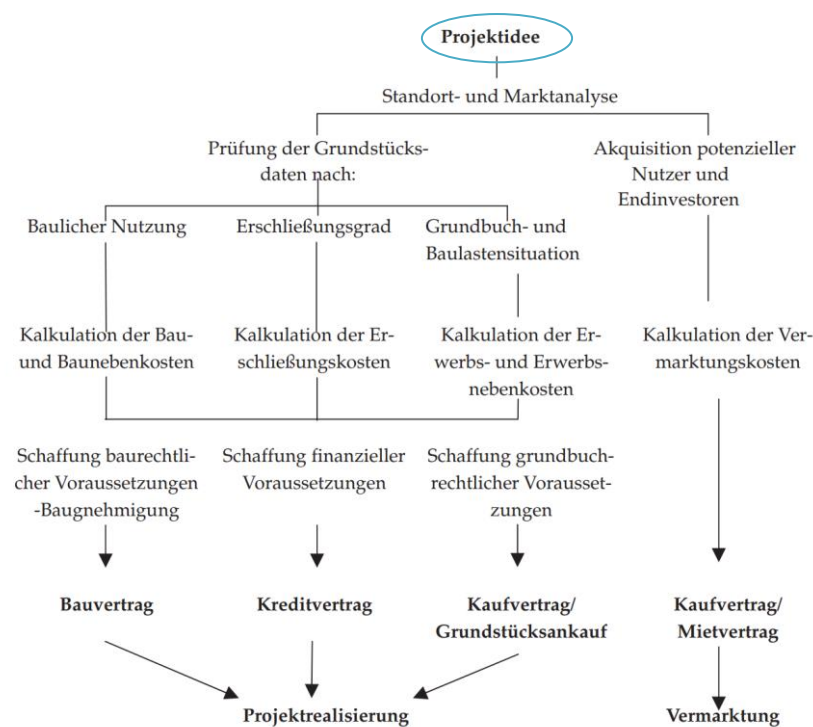 Projektidee
Standort- und Marktanalyse
Prüfung der Grundstücks-
daten nach:
Akquisition potenzieller
Nutzer und
Endinvestoren
Baulicher Nutzung
Erschließungsgrad
Grundbuch- und
Baulastensituation
Kalkulation der Bau-
und Baunebenkosten
Kalkulation der Er-
schließungskosten
Kalkulation der Er-
werbs- und Erwerbs-
nebenkosten
Kalkulation der Ver-
marktungskosten
Schaffung baurechtli-
cher Voraussetzungen
-Baugnehmigung
Schaffung finanzieller
Voraussetzungen
Schaffung grundbuch-
rechtlicher Vorausset-
zungen
Bauvertrag
Kreditvertrag
Kaufvertrag/
Grundstücksankauf
Kaufvertrag/
Mietvertrag
Projektrealisierung
Vermarktung